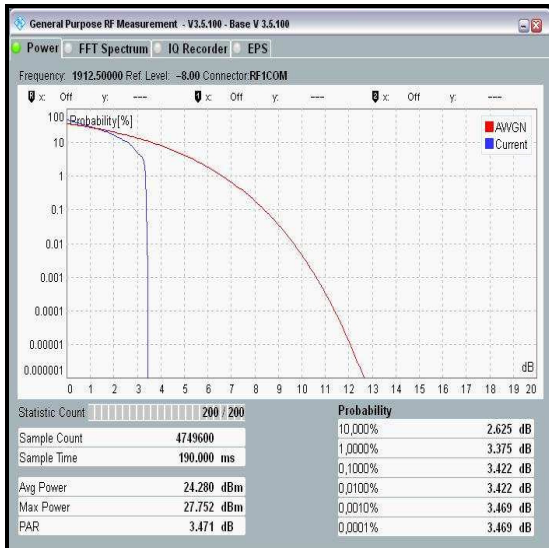 General Purpose RF Measurement - V3.5.100 - Base V 3.5.100
Power FFT Spectrum IQ Recorder EPS
Frequency: 1912.50000 Ref. Level: -8.00 Connector:RF1COM
x: Off y: --- 1 x: Off y: --- 2 x: Off y: ---
Probability[%]
AWGN
Current
100
10
1
0.1
0.01
0.001
0.0001
0.00001
0.000001
dB
0 1 2 3 4 5 6 7 8 9 10 11 12 13 14 15 16 17 18 19 20
Statistic Count 200 / 200
Sample Count 4749600
Sample Time 190.000 ms
Avg Power 24.280 dBm
Max Power 27.752 dBm
PAR 3.471 dB
Probability
10,000% 2.625 dB
1,0000% 3.375 dB
0,1000% 3.422 dB
0,0100% 3.422 dB
0,0010% 3.469 dB
0,0001% 3.469 dB